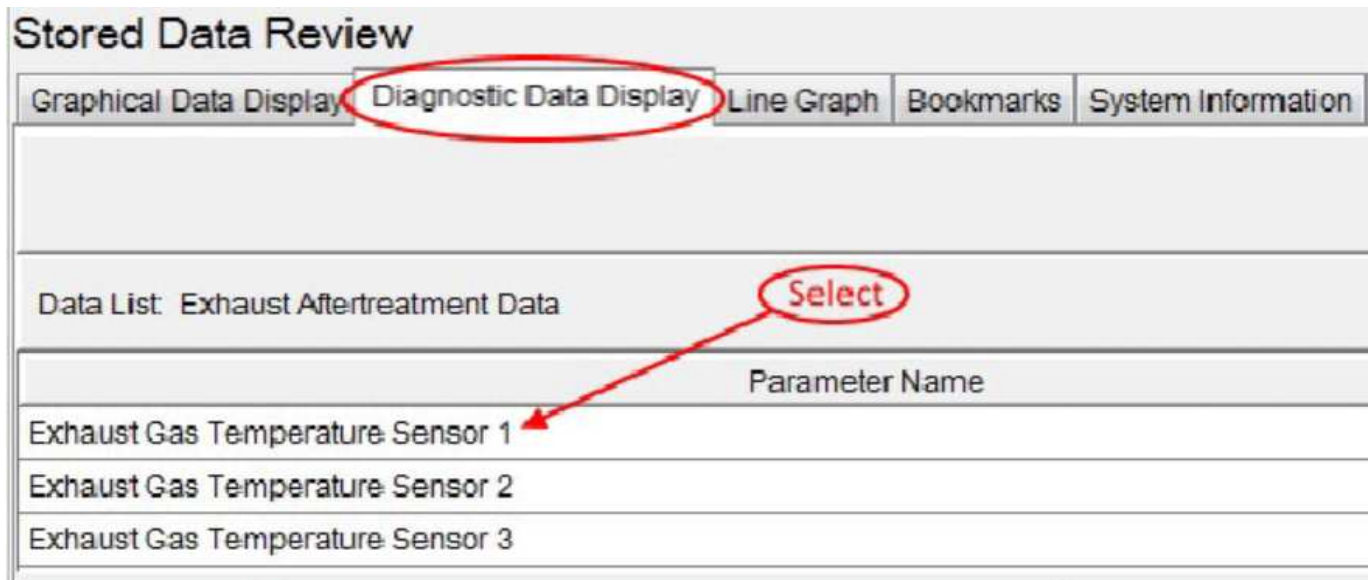 Stored Data Review
Graphical Data Display Diagnostic Data Display Line Graph Bookmarks System Information
Data List: Exhaust Aftertreatment Data
Select
Parameter Name
Exhaust Gas Temperature Sensor 1
Exhaust Gas Temperature Sensor 2
Exhaust Gas Temperature Sensor 3